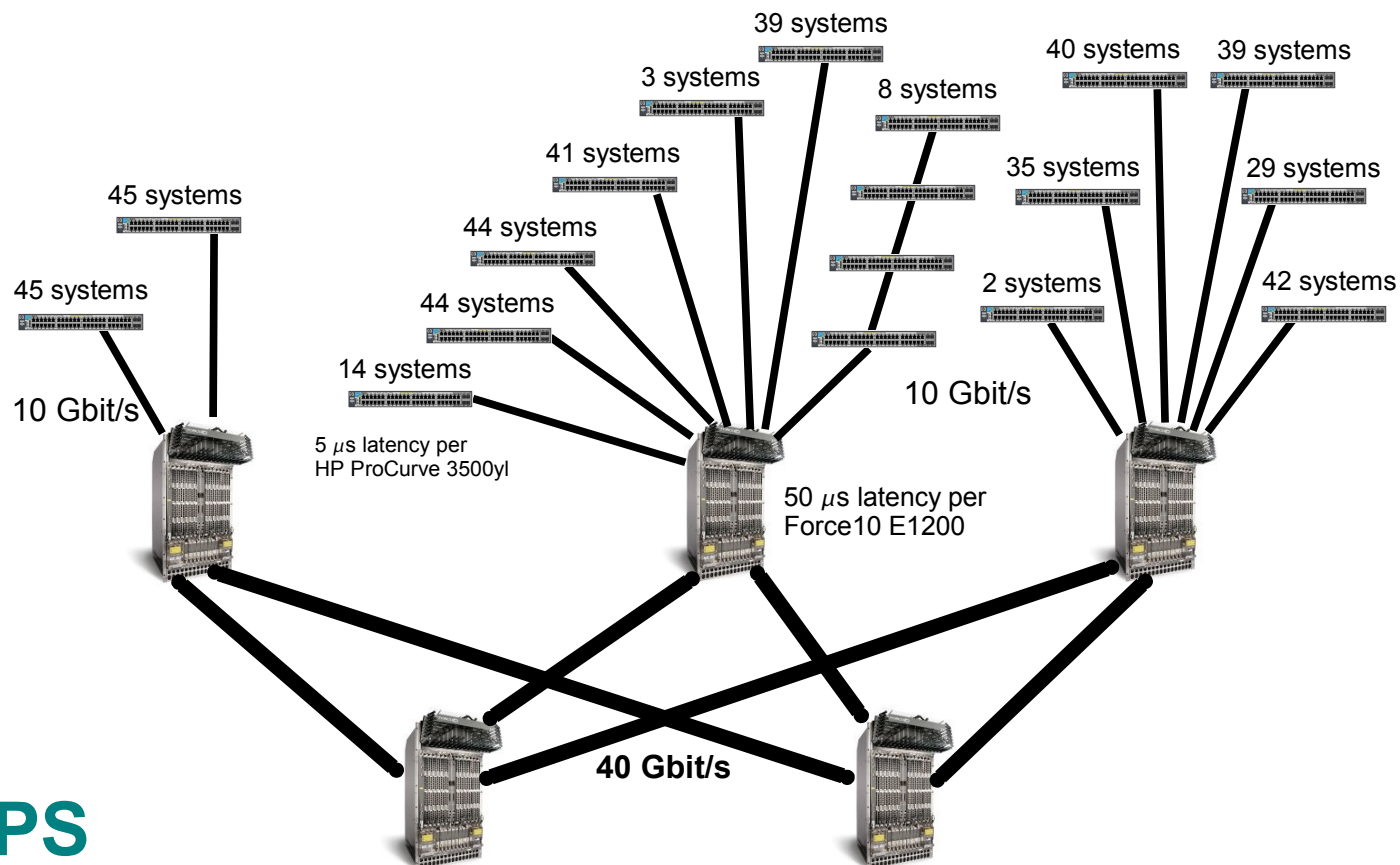 39 systems
40 systems
39 systems
3 systems
8 systems
41 systems
35 systems
29 systems
45 systems
44 systems
45 systems
44 systems
2 systems
42 systems
14 systems
10 Gbit/s
10 Gbit/s
5 μs latency per
HP ProCurve 3500yl
50 μs latency per
Force10 E1200
40 Gbit/s
PS